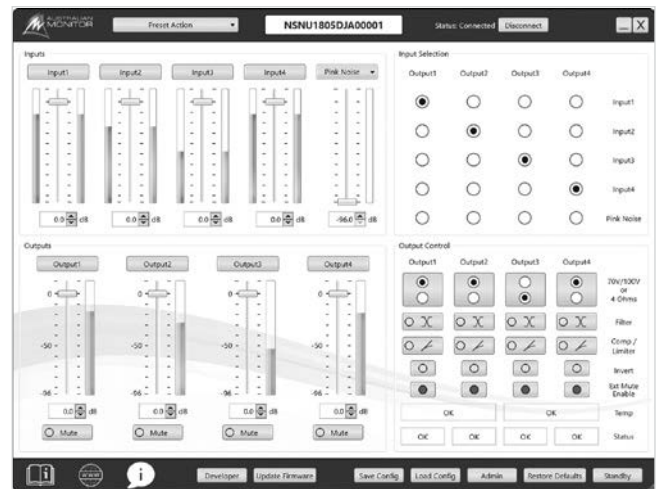 AUSTRALIAN
MONITOR
Preset Action
NSNU1805DJA00001
Status: Connected
Disconnect
X
Inputs
Input1 Input2 Input3 Input4 Pink Noise
0.0 dB 0.0 dB 0.0 dB 0.0 dB -96.0 dB
Input Selection
Output1 Output2 Output3 Output4
Input1
Input2
Input3
Input4
Pink Noise
Outputs
Output1 Output2 Output3 Output4
0 0 0 0
-50 -50 -50 -50
-96 -96 -96 -96
0.0 dB 0.0 dB 0.0 dB 0.0 dB
Mute Mute Mute Mute
Output Control
Output1 Output2 Output3 Output4
70V/100V
or
4 Ohms
Filter
Comp /
Limiter
Invert
Ext Mute
Enable
OK OK Temp
OK OK OK OK Status
i www i
Developer Update Firmware Save Config Load Config Admin Restore Defaults Standby